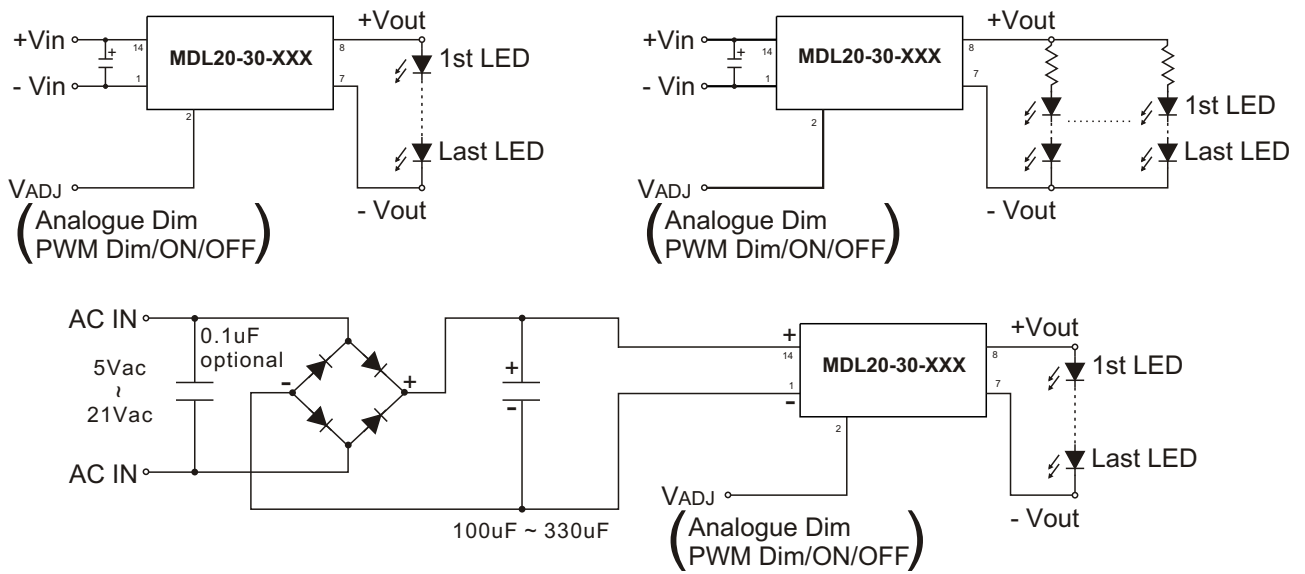 +Vout
+Vin
14
8
MDL20-30-XXX
1st LED
- Vin
1
7
2
Last LED
VADJ
- Vout
(Analogue Dim
PWM Dim/ON/OFF)
+Vout
+Vin
14
8
MDL20-30-XXX
- Vin
1
7
1st LED
2
Last LED
VADJ
- Vout
(Analogue Dim
PWM Dim/ON/OFF)
AC IN
0.1uF
optional
5Vac
~
21Vac
AC IN
- +
+
-
100uF ~ 330uF
+
14
+Vout
8
MDL20-30-XXX
1st LED
1
-
7
2
Last LED
VADJ
- Vout
(Analogue Dim
PWM Dim/ON/OFF)